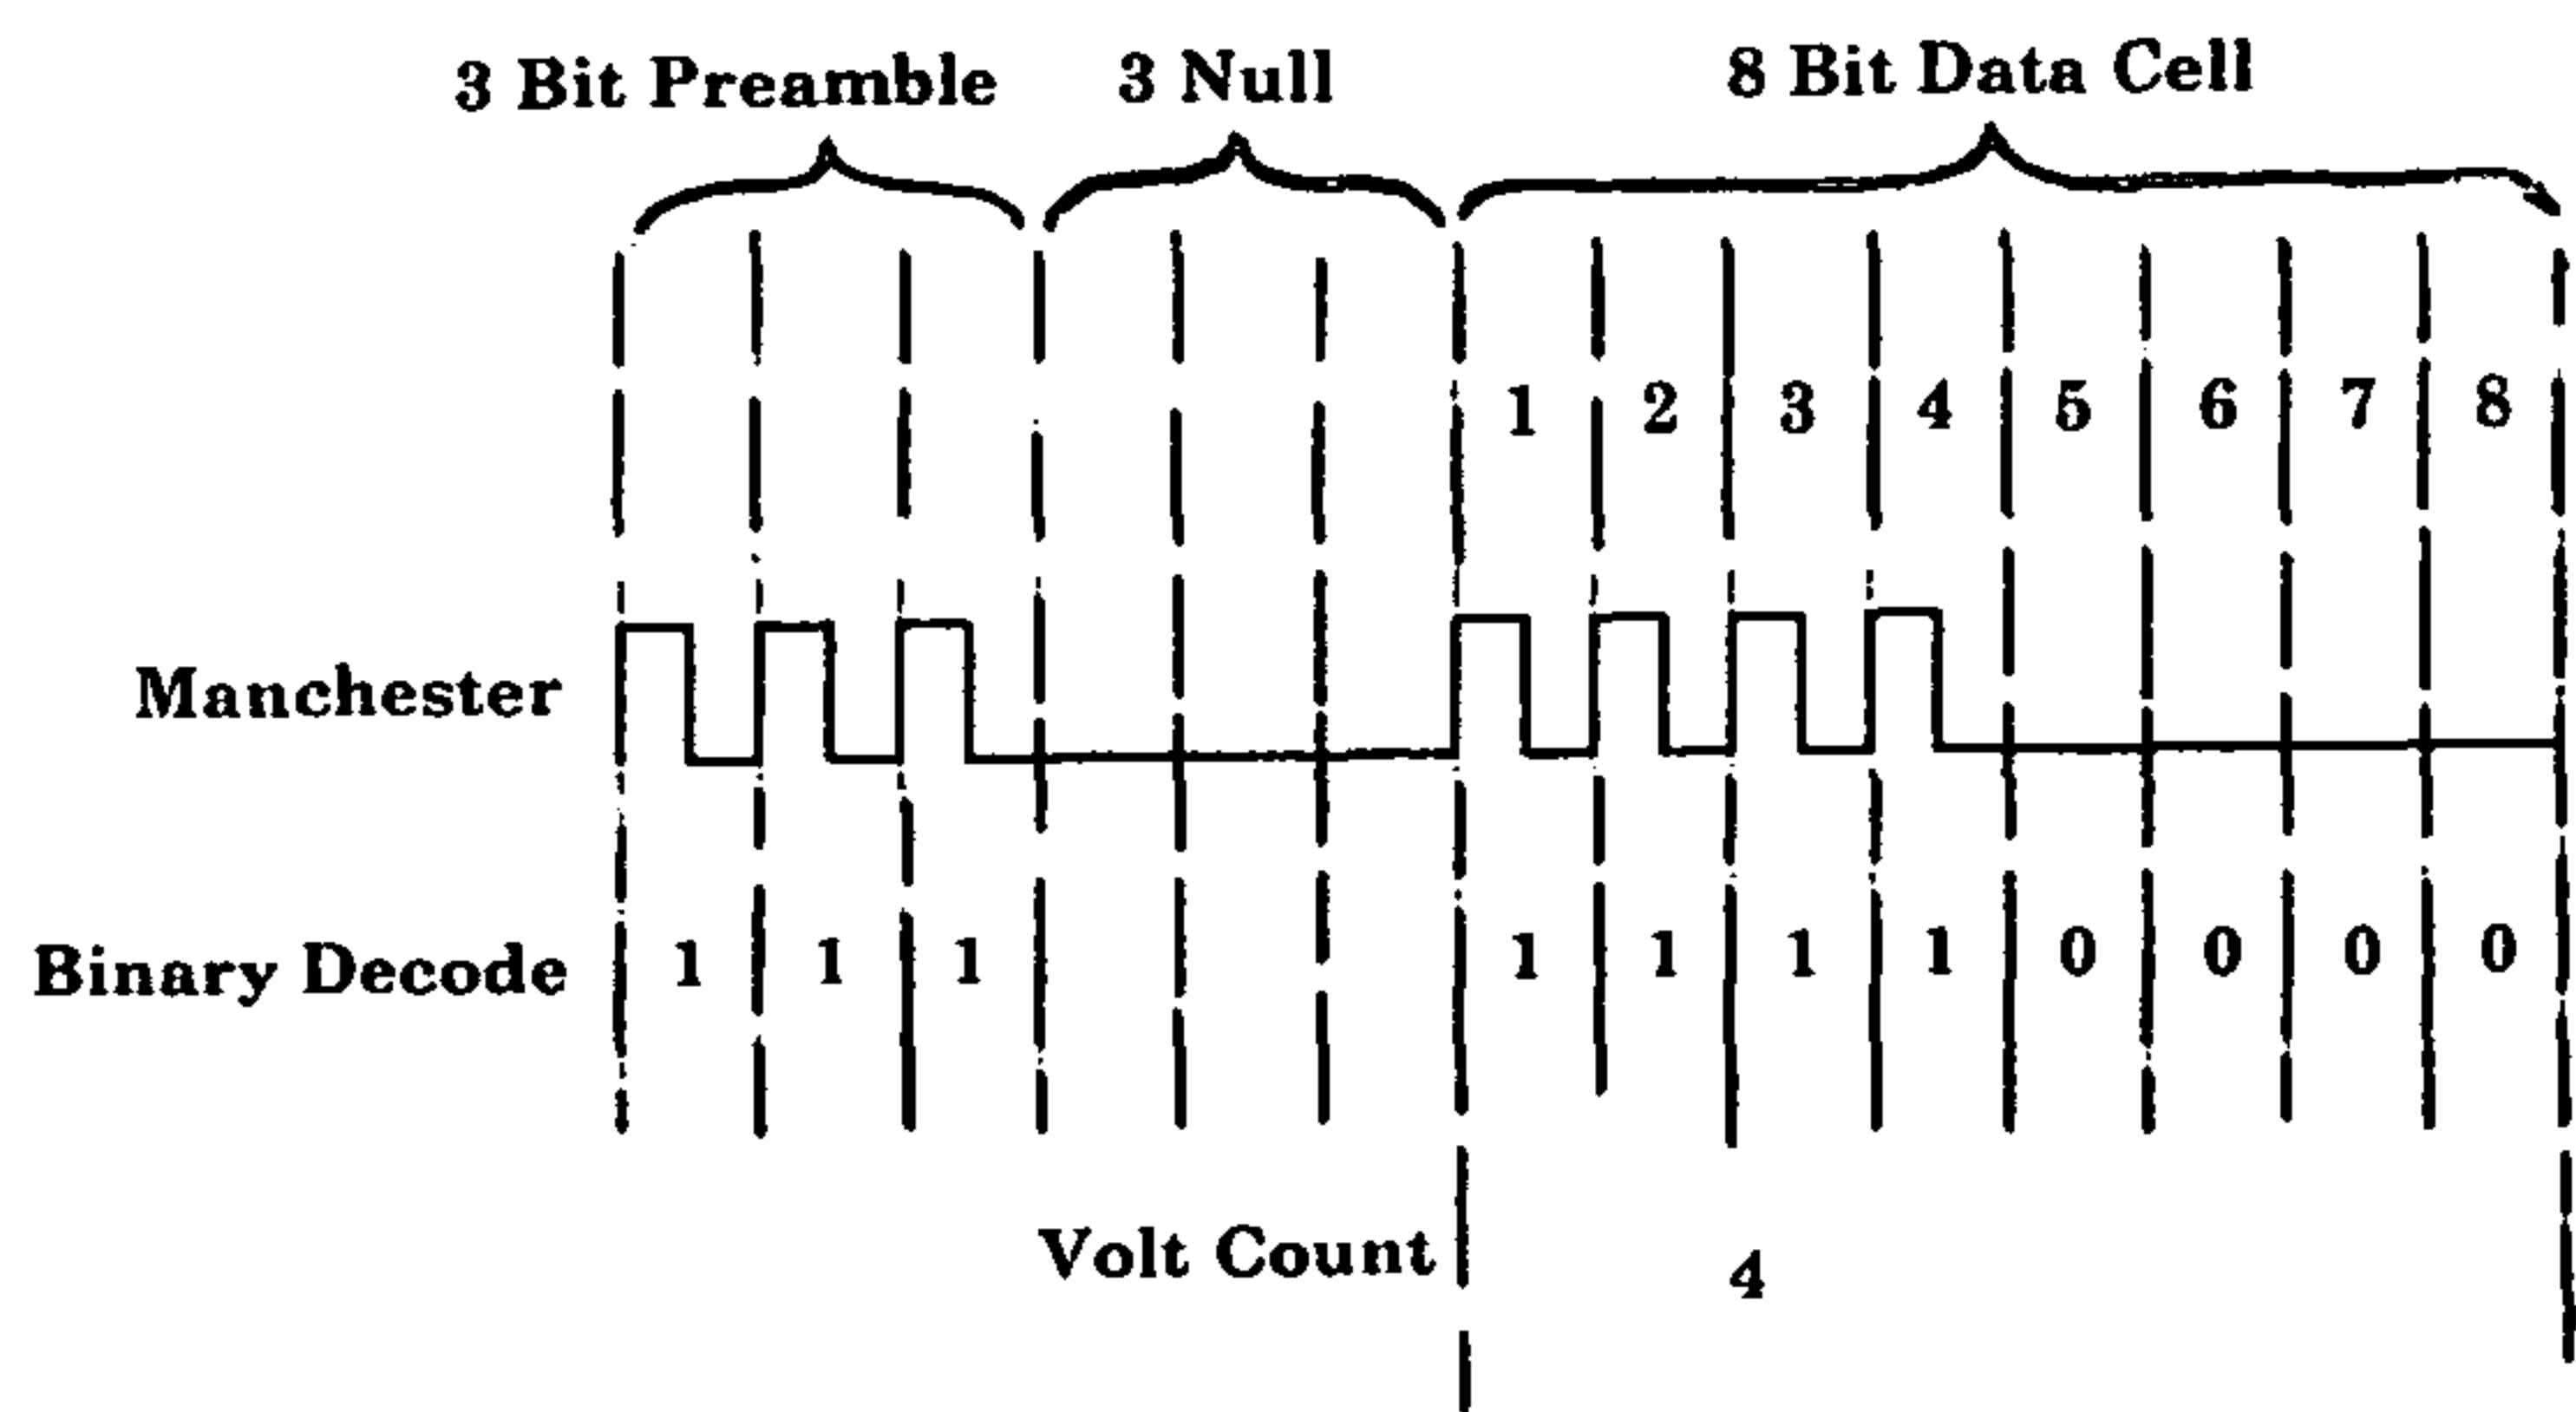 3 Bit Preamble 3 Null 8 Bit Data Cell
1 2 3 4 5 6 7 8
Manchester
Binary Decode 1 1 1 1 1 1 1 0 0 0 0
Volt Count 4